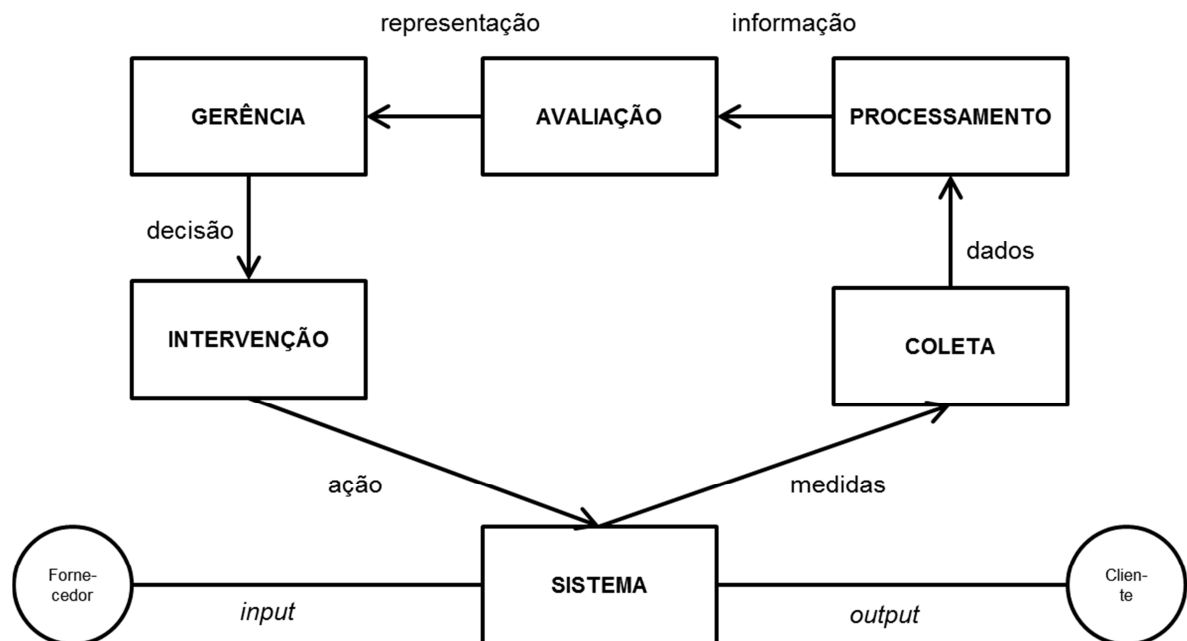 representação
informação
GERÊNCIA
AVALIAÇÃO
PROCESSAMENTO
decisão
dados
INTERVENÇÃO
COLETA
ação
medidas
Forne-
cedor
input
SISTEMA
output
Clien-
te